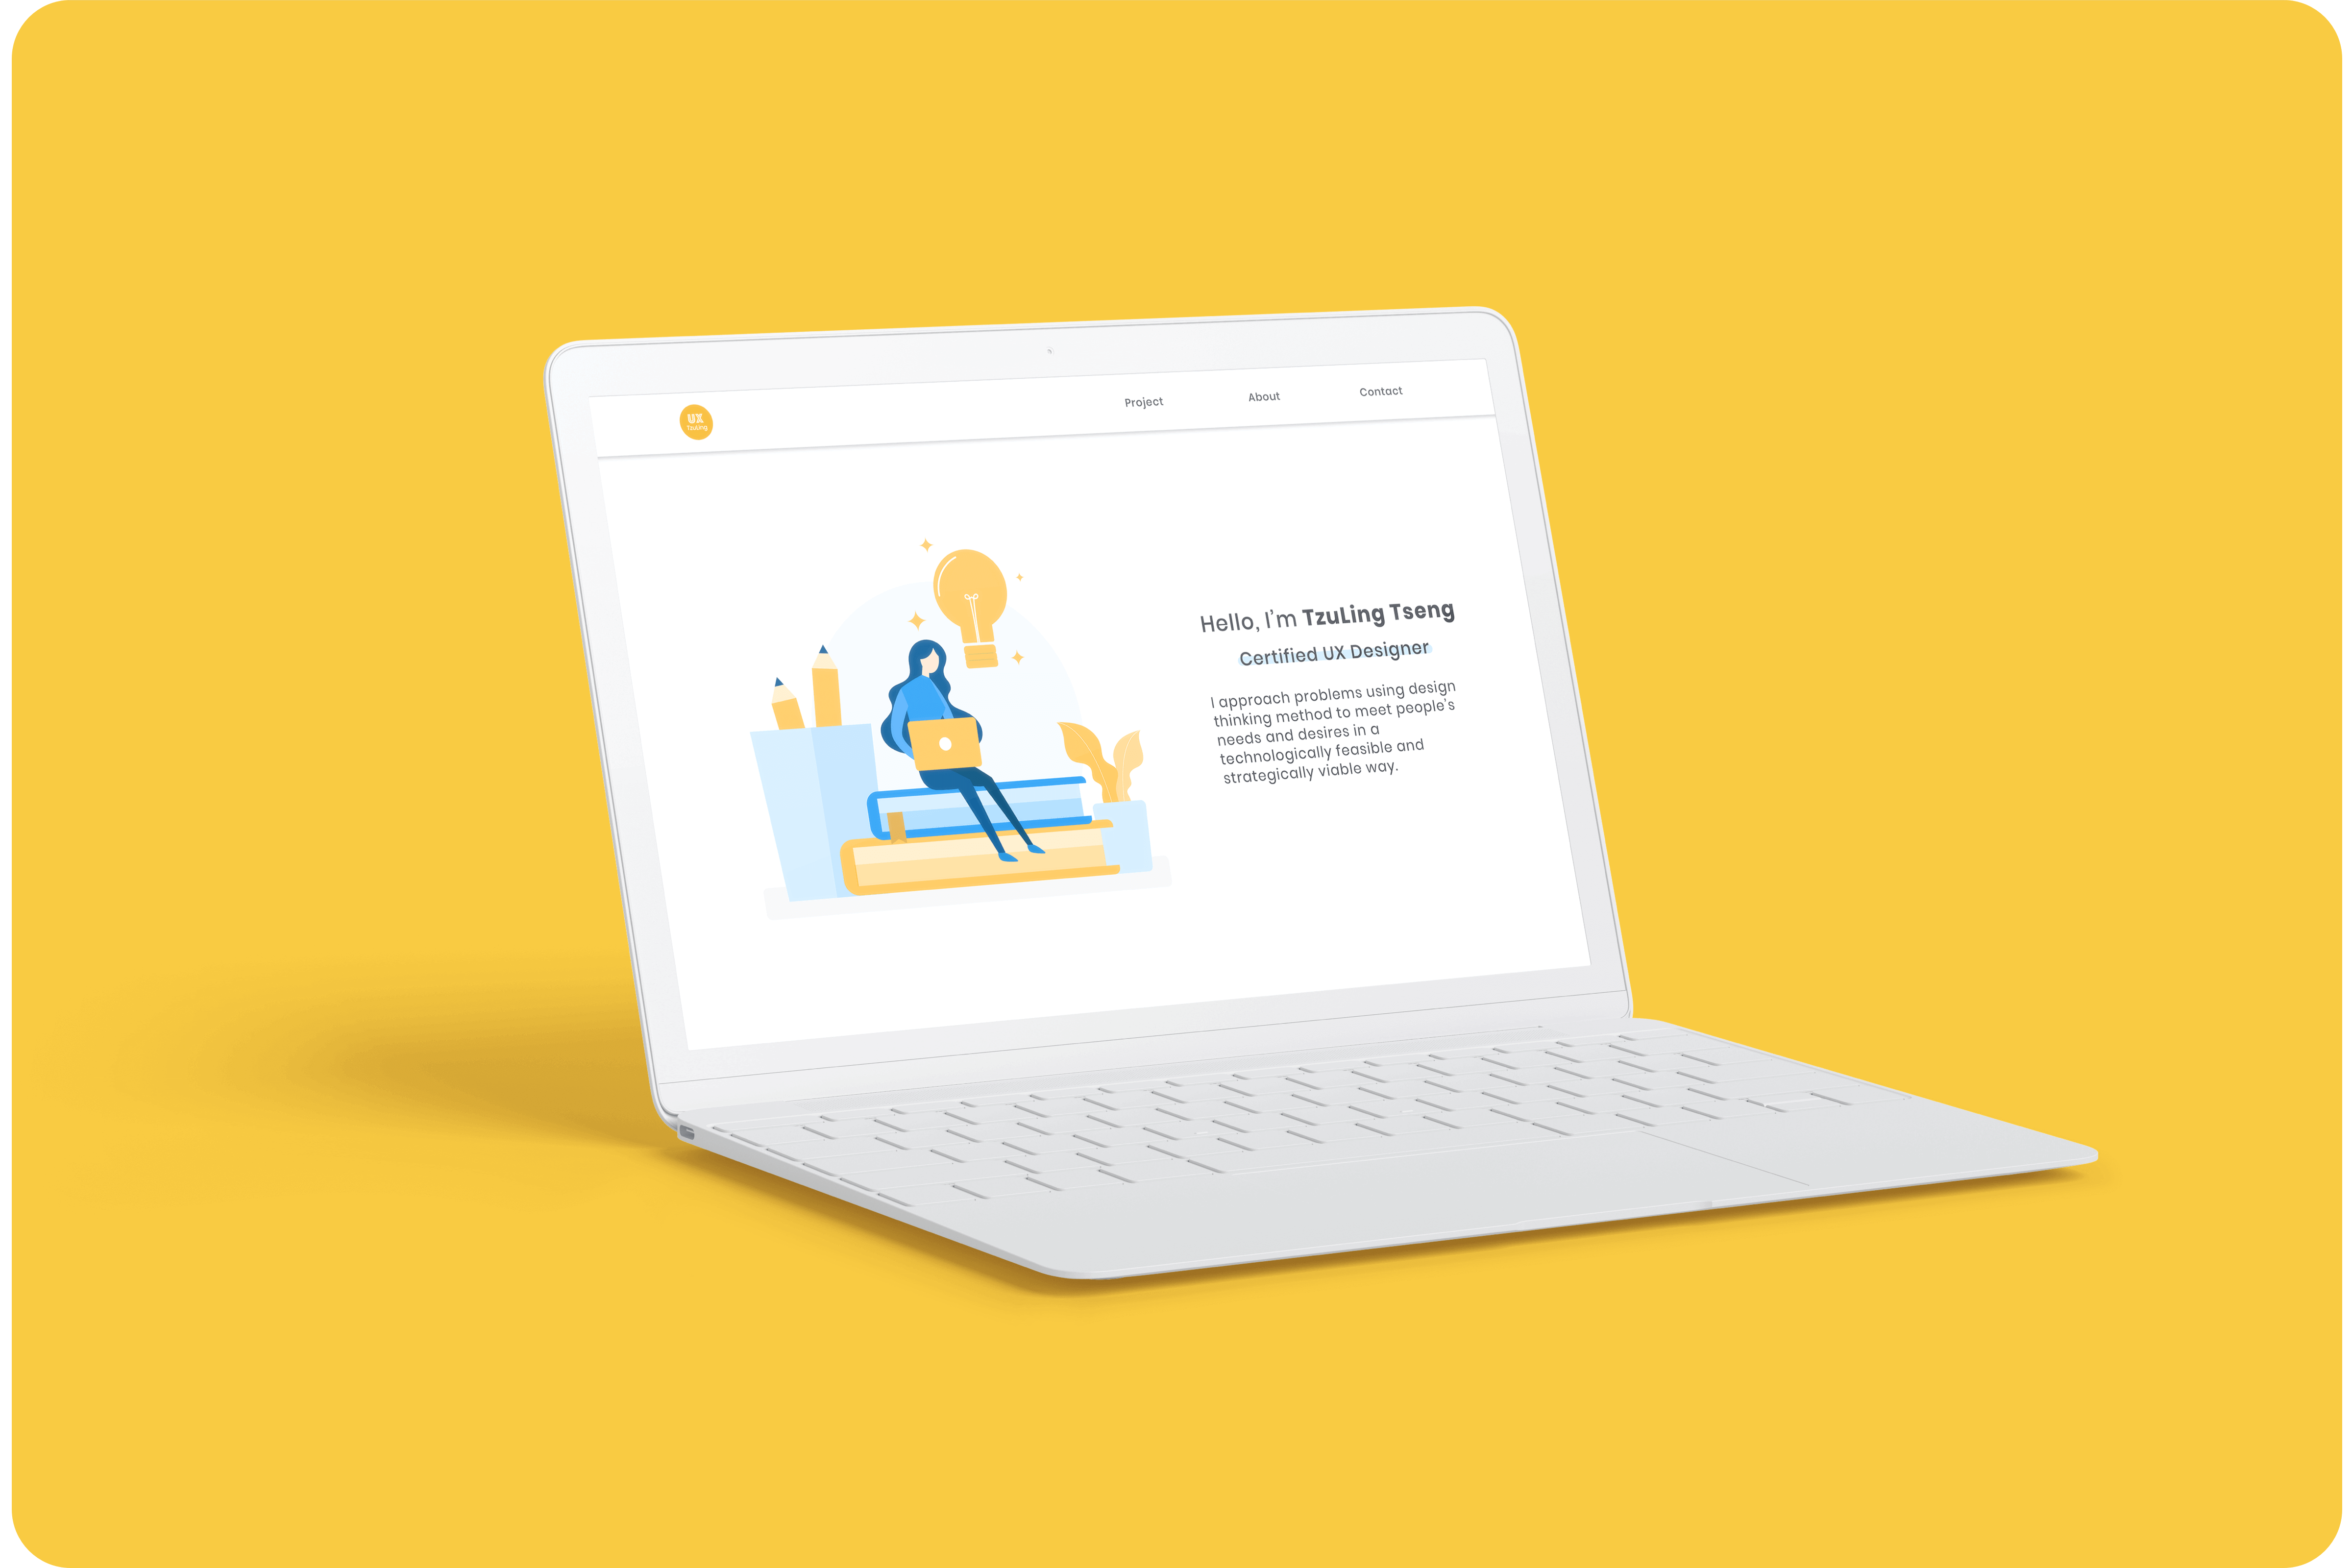 UX
TzuLing
Project
About
Contact
Hello, I'm TzuLing Tseng
Certified UX Designer
I approach problems using design
thinking method to meet people's
needs and desires in a
technologically feasible and
strategically viable way.